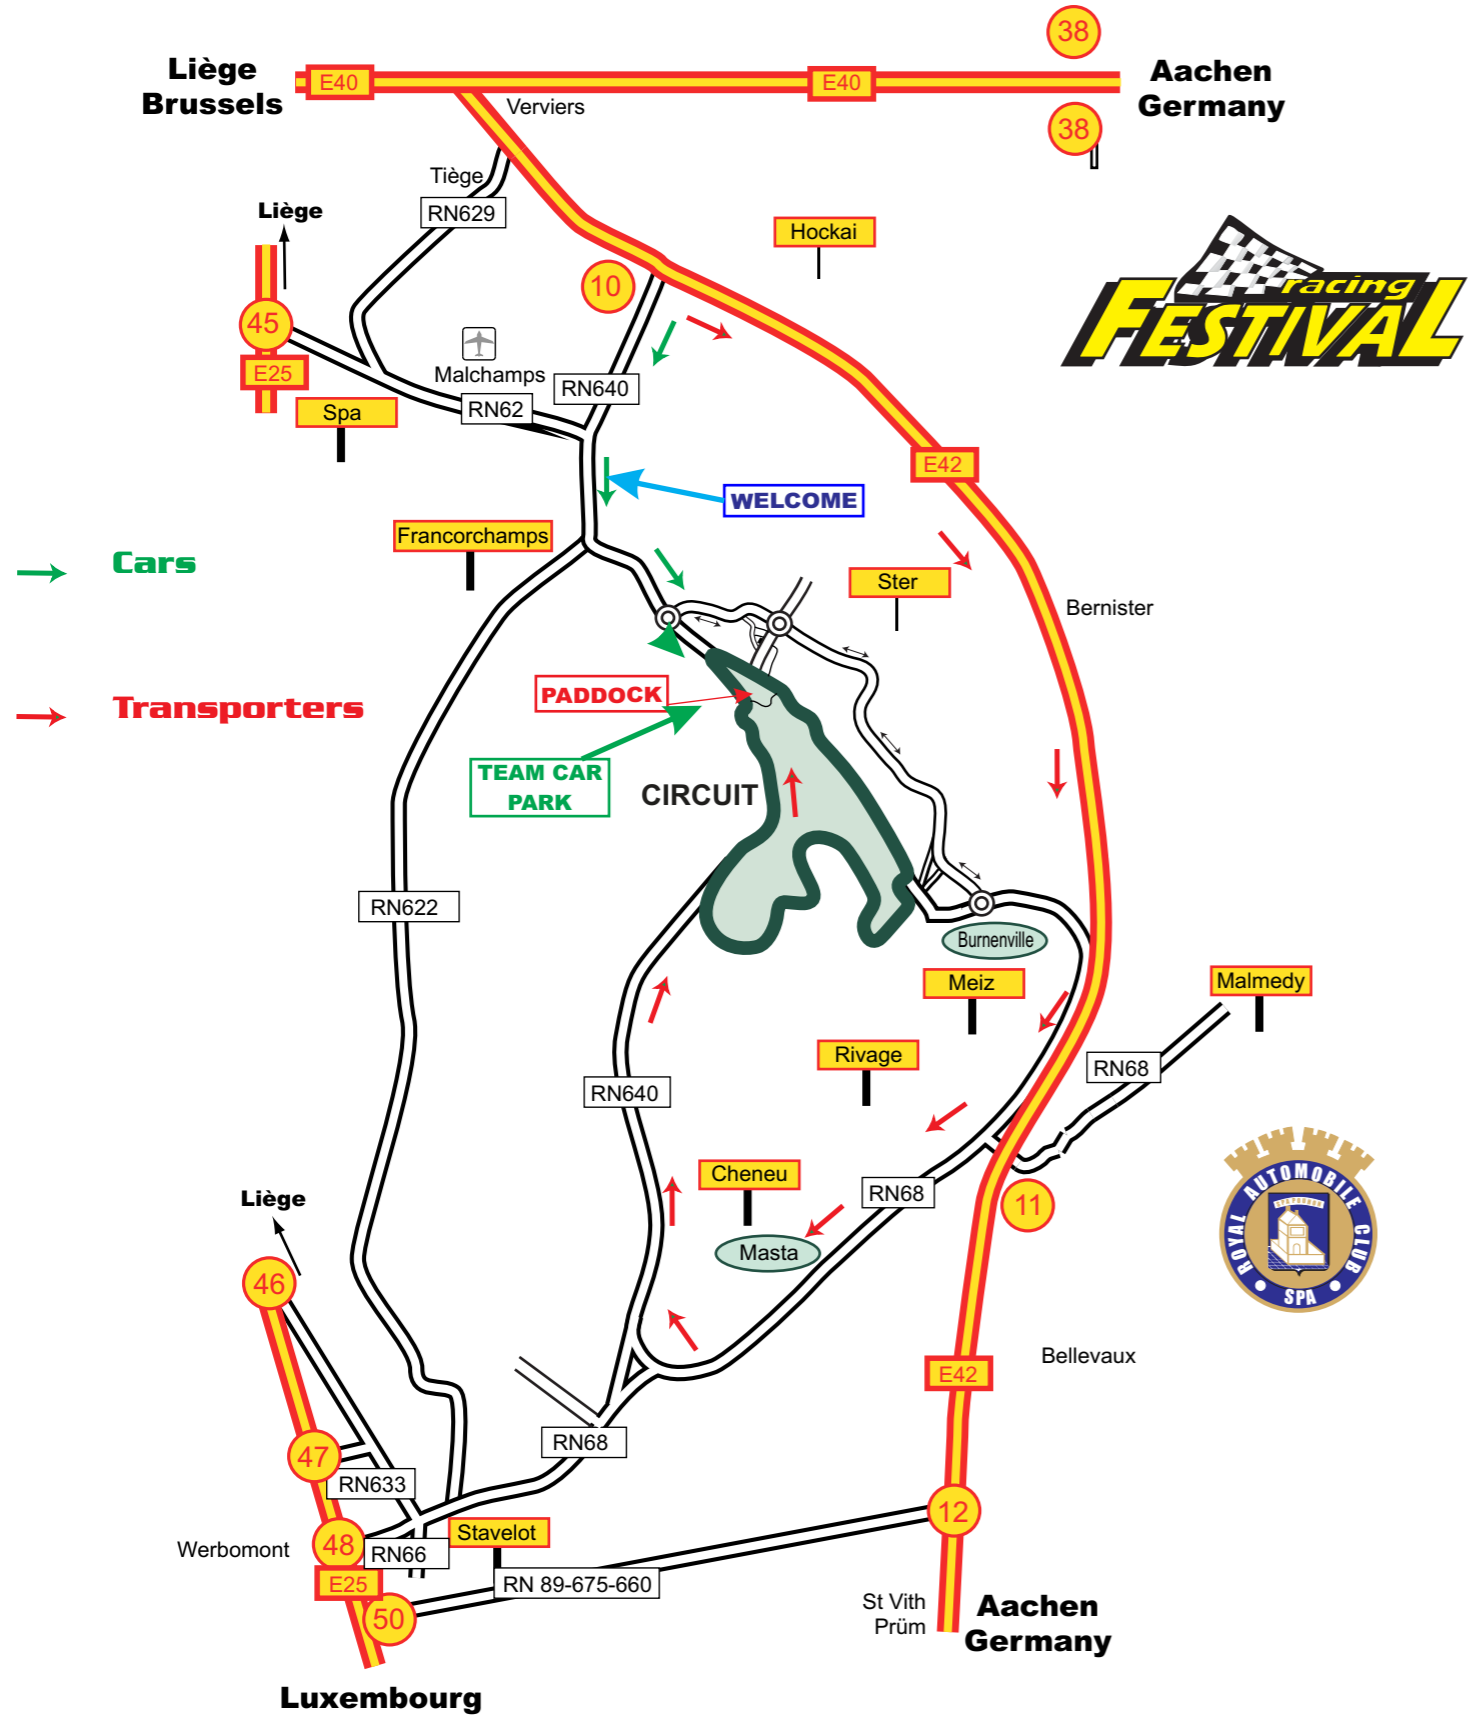 38
Liège
Brussels
E40
E40
Aachen
Germany
Verviers
38
Tiège
RN629
Liège
Hockai
10
racing
FESTIVAL
45
E25
Malchamps
RN640
RN62
Spa
E42
WELCOME
Francorchamps
Cars
Ster
Bernister
PADDOCK
Transporters
TEAM CAR
PARK
CIRCUIT
RN622
Burnenville
Meiz
Malmedy
Rivage
RN68
RN640
Cheneu
RN68
11
Masta
ROYAL AUTOMOBILE CLUB
SPA
Liège
46
Bellevaux
E42
RN68
47
RN633
12
Stavelot
Werbomont
48
RN66
E25
RN 89-675-660
50
St Vith
Prüm
Aachen
Germany
Luxembourg